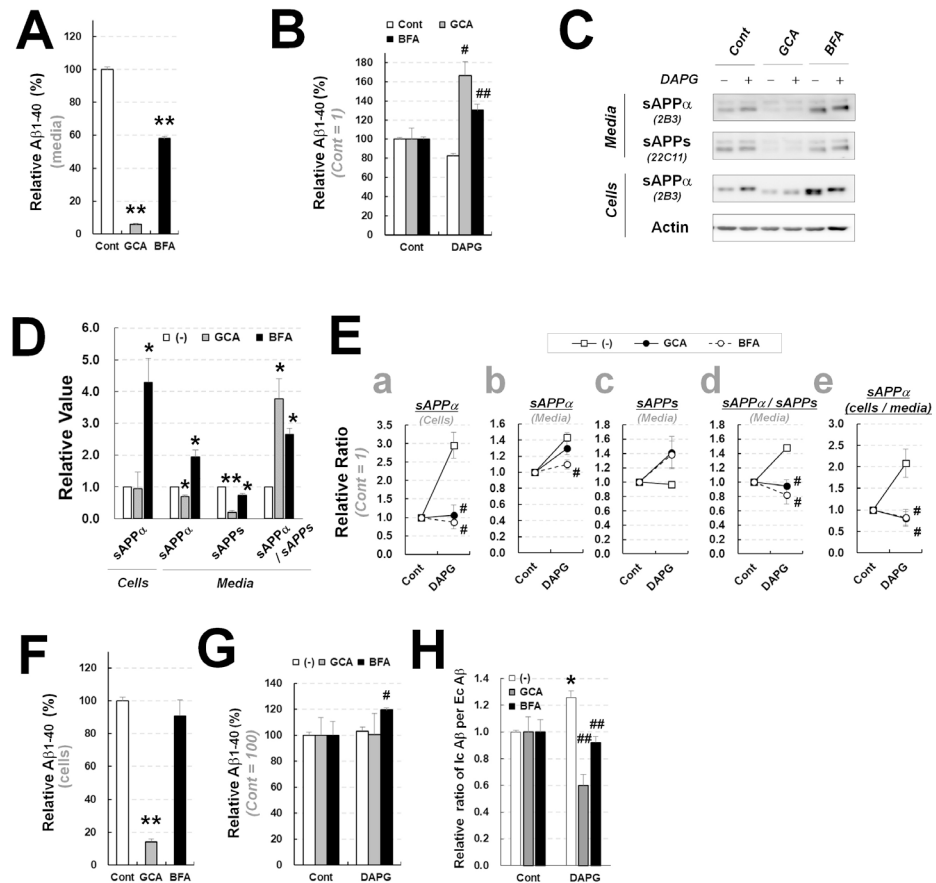 A
Relative Aβ1-40 (%)
(media)
120
100
80
60
40
20
0
**
**
Cont GCA BFA
B
Cont GCA
BFA
Relative Aβ1-40 (%)
(Cont = 1)
180
160
140
120
100
80
60
40
20
0
#
##
Cont DAPG
C
Cont GCA BFA
DAPG − + − + − +
Media
sAPPα
(2B3)
sAPPs
(22C11)
Cells
sAPPα
(2B3)
Actin
D
(-) GCA BFA
Relative Value
6.0
5.0
4.0
3.0
2.0
1.0
0.0
*
*
*
**
*
*
*
sAPPα sAPPα sAPPs sAPPα
/ sAPPs
Cells Media
E
(-) GCA BFA
Relative Ratio
(Cont = 1)
a
sAPPα
(Cells)
3.5
3.0
2.5
2.0
1.5
1.0
0.5
0.0
#
#
Cont DAPG
b
sAPPα
(Media)
1.6
1.4
1.2
1.0
0.8
0.6
0.4
0.2
0.0
#
Cont DAPG
c
sAPPs
(Media)
1.8
1.6
1.4
1.2
1.0
0.8
0.6
0.4
0.2
0.0
Cont DAPG
d
sAPPα / sAPPs
(Media)
1.8
1.6
1.4
1.2
1.0
0.8
0.6
0.4
0.2
0.0
#
#
Cont DAPG
e
sAPPα
(cells / media)
3.0
2.5
2.0
1.5
1.0
0.5
0.0
#
#
Cont DAPG
F
Relative Aβ1-40 (%)
(cells)
120
100
80
60
40
20
0
**
Cont GCA BFA
G
(-) GCA BFA
Relative Aβ1-40 (%)
(Cont = 100)
140
120
100
80
60
40
20
0
#
Cont DAPG
H
(-)
GCA
BFA
Relative ratio of Ic Aβ per Ec Aβ
1.4
1.2
1.0
0.8
0.6
0.4
0.2
0.0
*
##
##
Cont DAPG